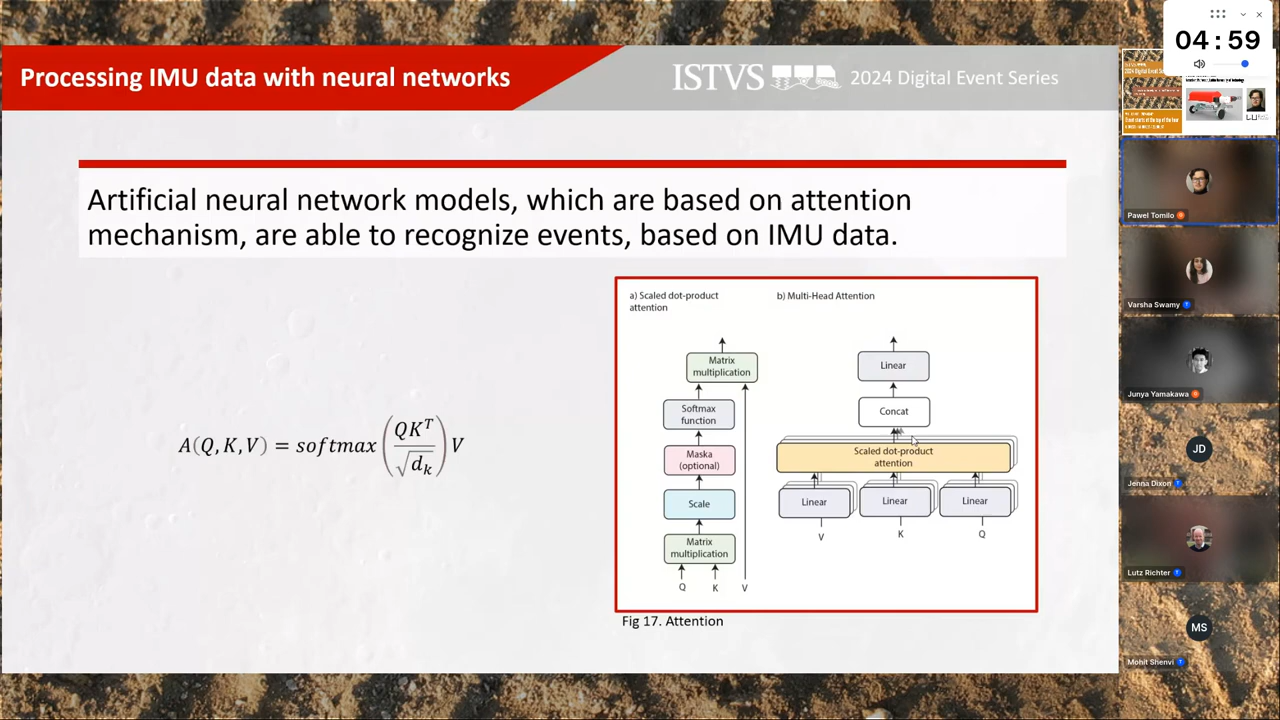 Processing IMU data with neural networks
ISTVS 2024 Digital Event Series
04:59
Artificial neural network models, which are based on attention
mechanism, are able to recognize events, based on IMU data.
A(Q, K, V) = softmax(QK^T / √d_k)V
a) Scaled dot-product
attention
Matrix
multiplication
Softmax
function
Maska
(optional)
Scale
Matrix
multiplication
Q K V
b) Multi-Head Attention
Linear
Concat
Scaled dot-product
attention
Linear Linear Linear
V K Q
Fig 17. Attention
Pawel Tomilo
Varsha Swamy
Junya Yamakawa
JD
Jenna Dixon
Lutz Richter
MS
Mohit Shenvi